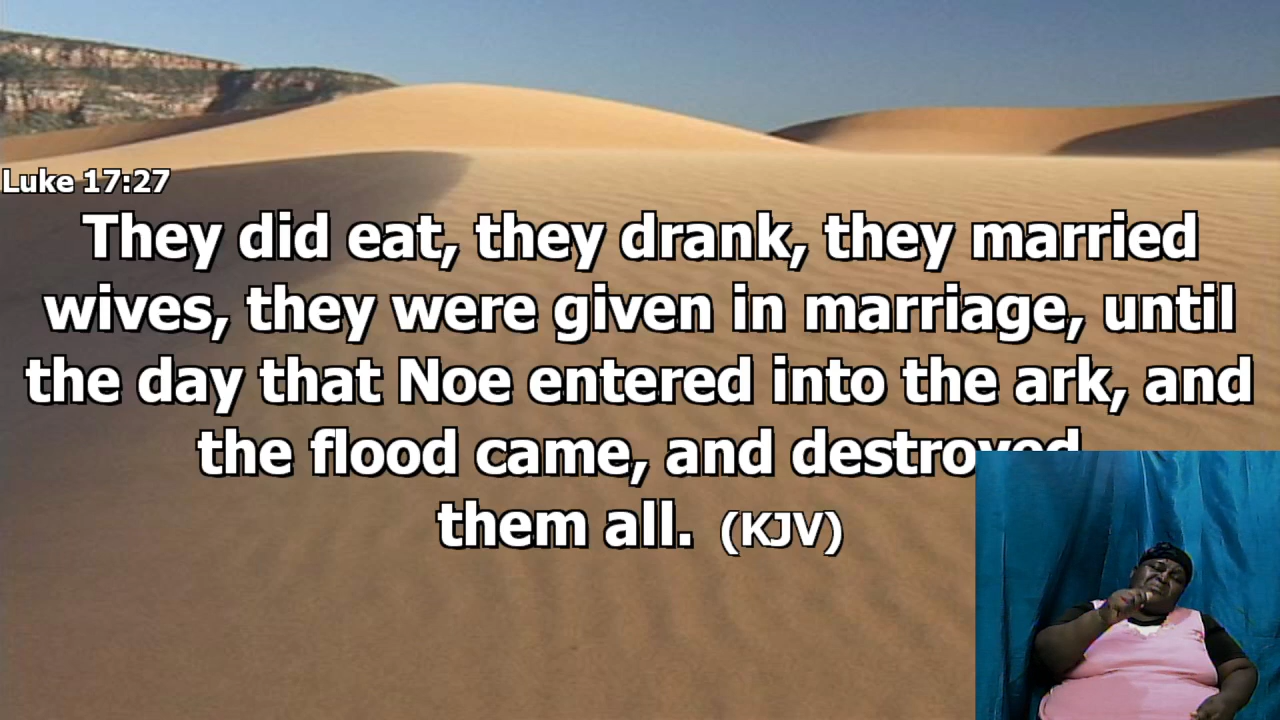 Luke 17:27
They did eat, they drank, they married
wives, they were given in marriage, until
the day that Noe entered into the ark, and
the flood came, and destroyed
them all. (KJV)